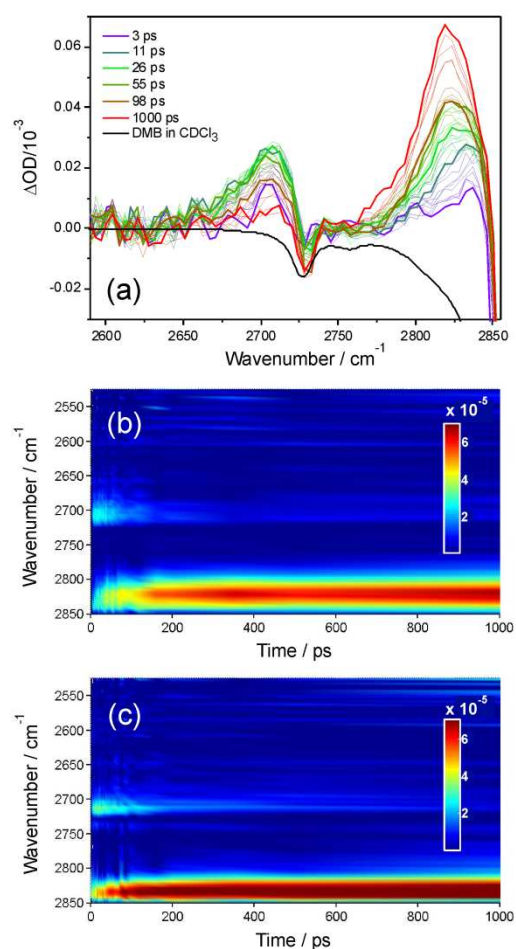 0.06
0.04
0.02
0.00
-0.02
ΔOD/10⁻³
3 ps
11 ps
26 ps
55 ps
98 ps
1000 ps
DMB in CDCl₃
(a)
2600 2650 2700 2750 2800 2850
Wavenumber / cm⁻¹
(b)
x 10⁻⁵
6
4
2
2550
2600
2650
2700
2750
2800
2850
Wavenumber / cm⁻¹
0 200 400 600 800 1000
Time / ps
(c)
x 10⁻⁵
6
4
2
2550
2600
2650
2700
2750
2800
2850
Wavenumber / cm⁻¹
0 200 400 600 800 1000
Time / ps